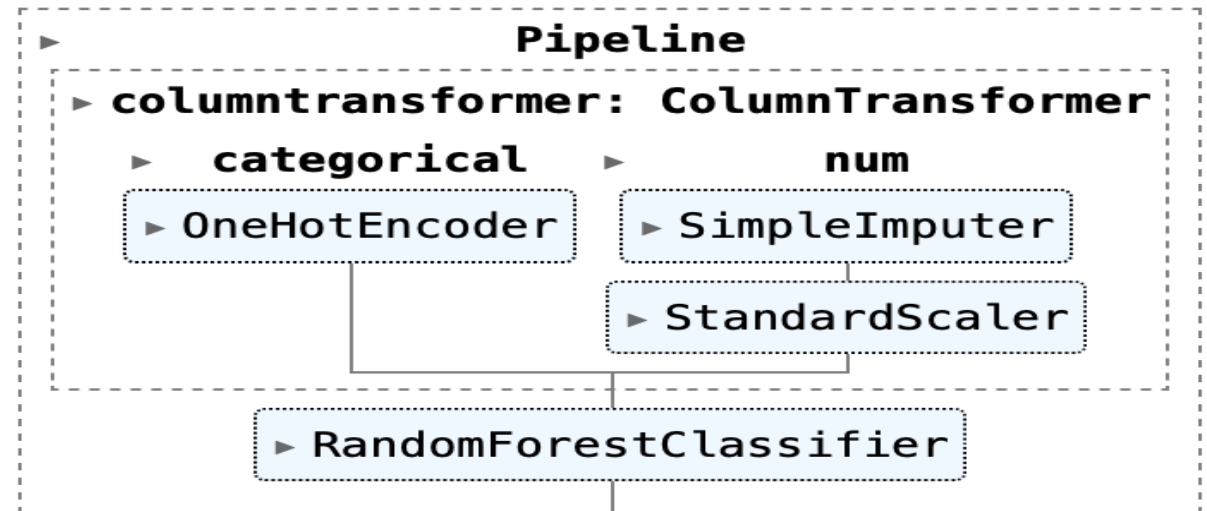 Pipeline
columntransformer: ColumnTransformer
categorical
num
OneHotEncoder
SimpleImputer
StandardScaler
RandomForestClassifier